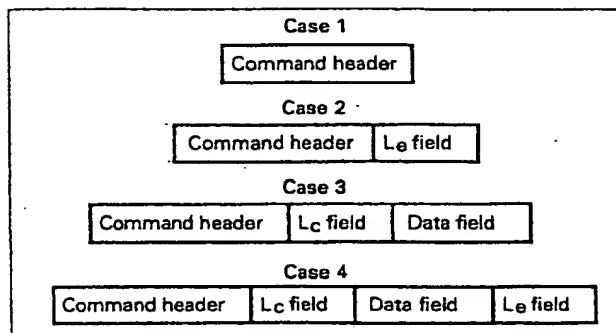 Case 1
Command header
Case 2
Command header Le field
Case 3
Command header Lc field Data field
Case 4
Command header Lc field Data field Le field